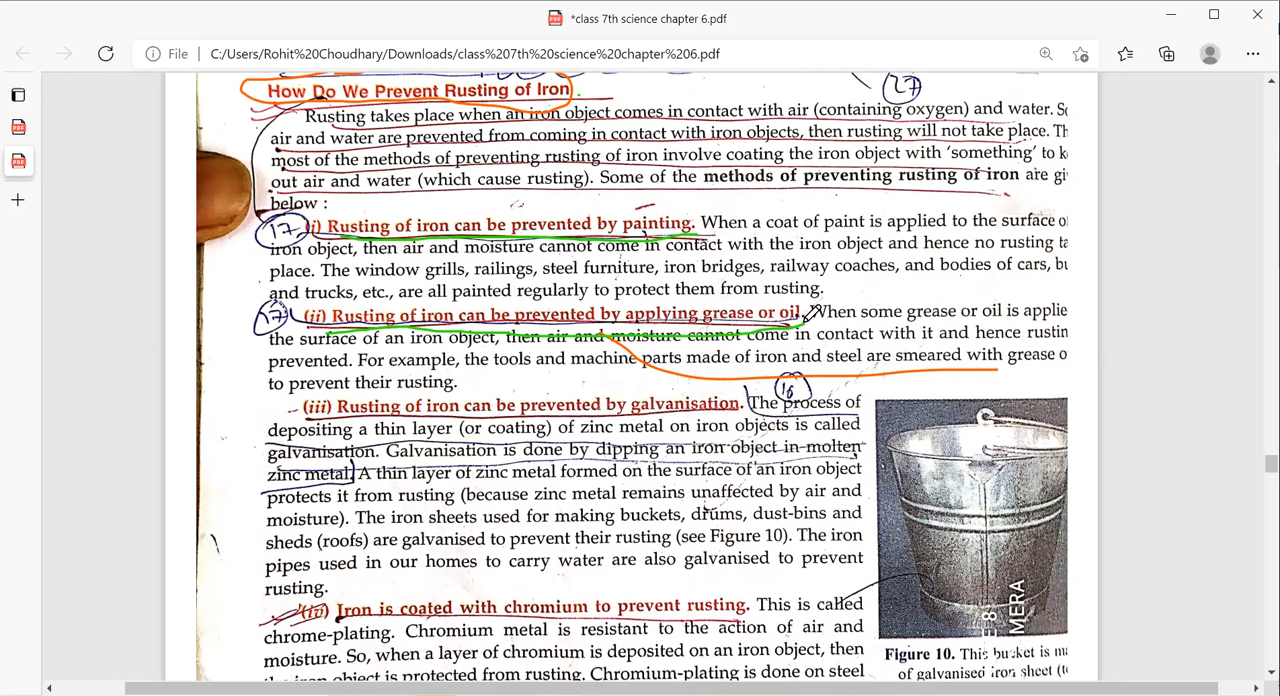 *class 7th science chapter 6.pdf
File | C:/Users/Rohit%20Choudhary/Downloads/class%207th%20science%20chapter%206.pdf
27
How Do We Prevent Rusting of Iron
Rusting takes place when an iron object comes in contact with air (containing oxygen) and water. So
air and water are prevented from coming in contact with iron objects, then rusting will not take place. Th
most of the methods of preventing rusting of iron involve coating the iron object with 'something' to k
out air and water (which cause rusting). Some of the methods of preventing rusting of iron are gi
below :
17 (i) Rusting of iron can be prevented by painting. When a coat of paint is applied to the surface o
iron object, then air and moisture cannot come in contact with the iron object and hence no rusting ta
place. The window grills, railings, steel furniture, iron bridges, railway coaches, and bodies of cars, bu
and trucks, etc., are all painted regularly to protect them from rusting.
17 (ii) Rusting of iron can be prevented by applying grease or oil. When some grease or oil is applie
the surface of an iron object, then air and moisture cannot come in contact with it and hence rustin
prevented. For example, the tools and machine parts made of iron and steel are smeared with grease o
to prevent their rusting.
(iii) Rusting of iron can be prevented by galvanisation. The process of
depositing a thin layer (or coating) of zinc metal on iron objects is called
galvanisation. Galvanisation is done by dipping an iron object in molten
zinc metal. A thin layer of zinc metal formed on the surface of an iron object
protects it from rusting (because zinc metal remains unaffected by air and
moisture). The iron sheets used for making buckets, drums, dust-bins and
sheds (roofs) are galvanised to prevent their rusting (see Figure 10). The iron
pipes used in our homes to carry water are also galvanised to prevent
rusting.
(iv) Iron is coated with chromium to prevent rusting. This is called
chrome-plating. Chromium metal is resistant to the action of air and
moisture. So, when a layer of chromium is deposited on an iron object, then
iron object is protected from rusting. Chromium-plating is done on steel
MERA
Figure 10. This bucket is ma
of galvanised iron sheet (t